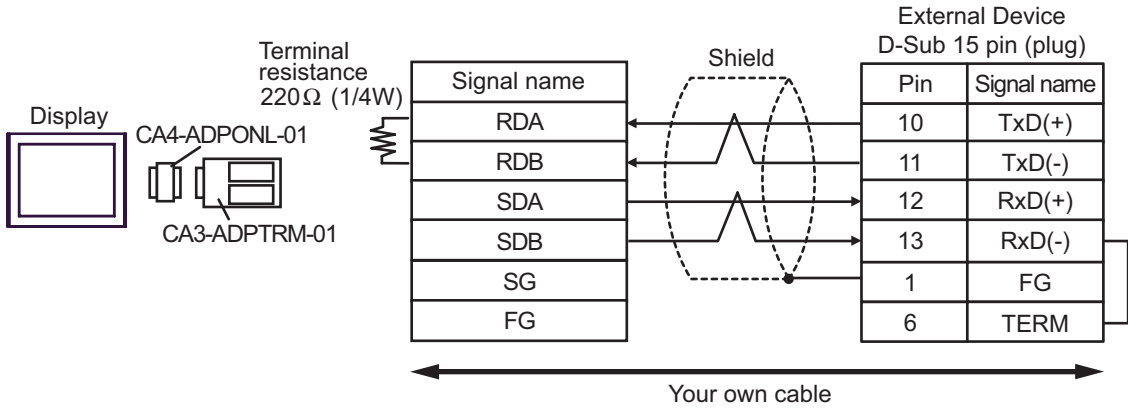 External Device
D-Sub 15 pin (plug)
Terminal
resistance
220Ω (1/4W)
Shield
Display
CA4-ADPONL-01
CA3-ADPTRM-01
Signal name
RDA
RDB
SDA
SDB
SG
FG
Pin Signal name
10 TxD(+)
11 TxD(-)
12 RxD(+)
13 RxD(-)
1 FG
6 TERM
Your own cable